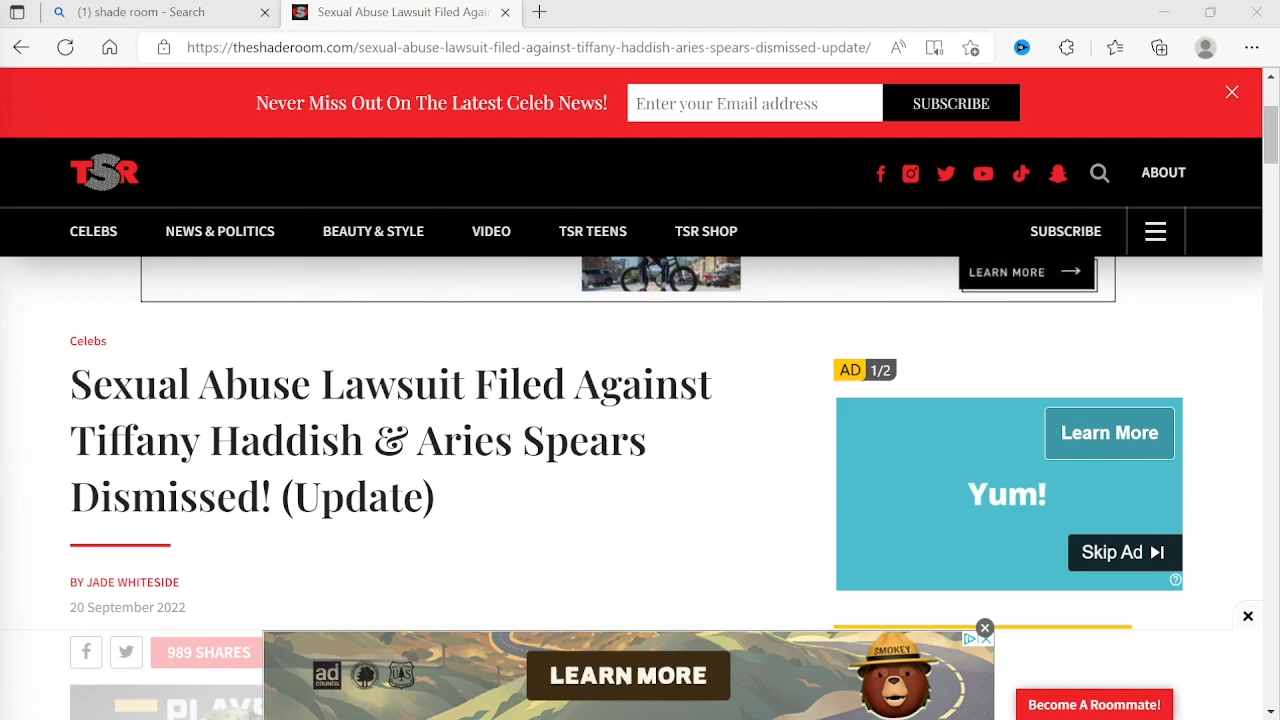 (1) shade room - Search
Sexual Abuse Lawsuit Filed Again
https://theshaderoom.com/sexual-abuse-lawsuit-filed-against-tiffany-haddish-aries-spears-dismissed-update/
Never Miss Out On The Latest Celeb News!
Enter your Email address
SUBSCRIBE
TSR
ABOUT
CELEBS
NEWS & POLITICS
BEAUTY & STYLE
VIDEO
TSR TEENS
TSR SHOP
SUBSCRIBE
LEARN MORE
Celebs
Sexual Abuse Lawsuit Filed Against
Tiffany Haddish & Aries Spears
Dismissed! (Update)
BY JADE WHITESIDE
20 September 2022
989 SHARES
AD 1/2
Learn More
Yum!
Skip Ad
ad
COUNCIL
UAS
LEARN MORE
SMOKEY
Become A Roommate!